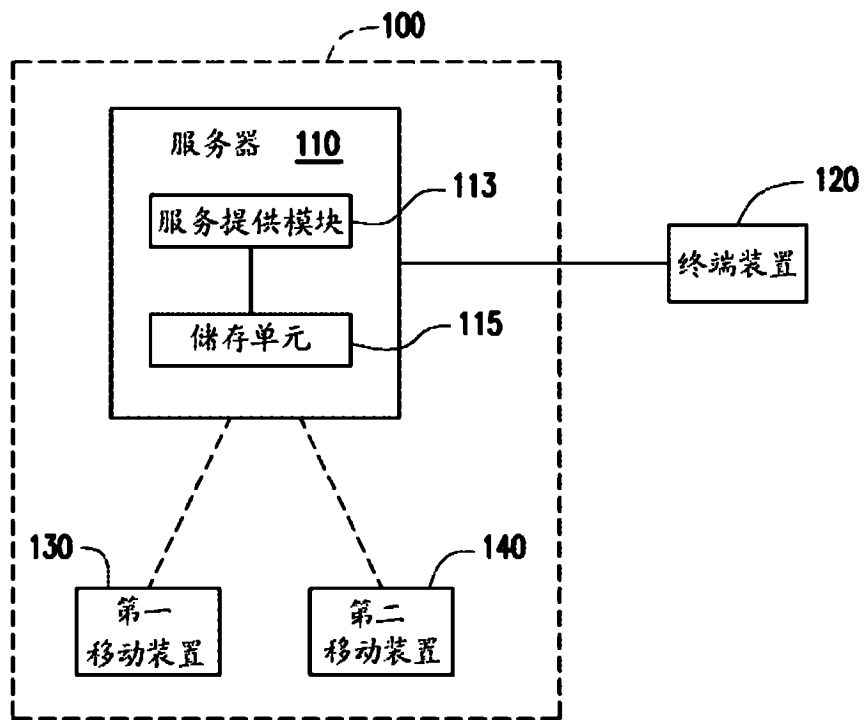 100
服务器 110
服务提供模块
113
储存单元
115
120
终端装置
130
第一
移动装置
140
第二
移动装置